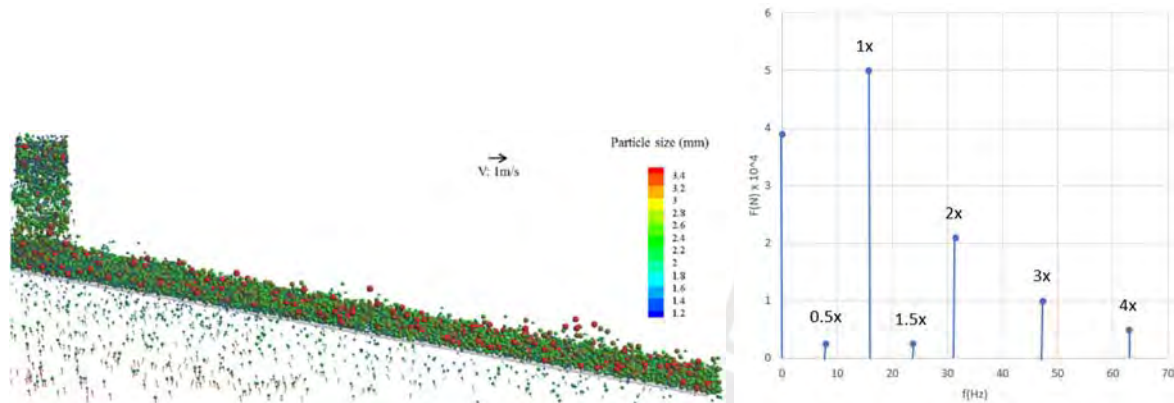 Particle size (mm)
V: 1m/s
3.4
3.2
3
2.8
2.6
2.4
2.2
2
1.8
1.6
1.4
1.2
F(N) x 10^4
6
5
4
3
2
1
0
1x
2x
0.5x
1.5x
3x
4x
0 10 20 30 40 50 60 70
f(Hz)